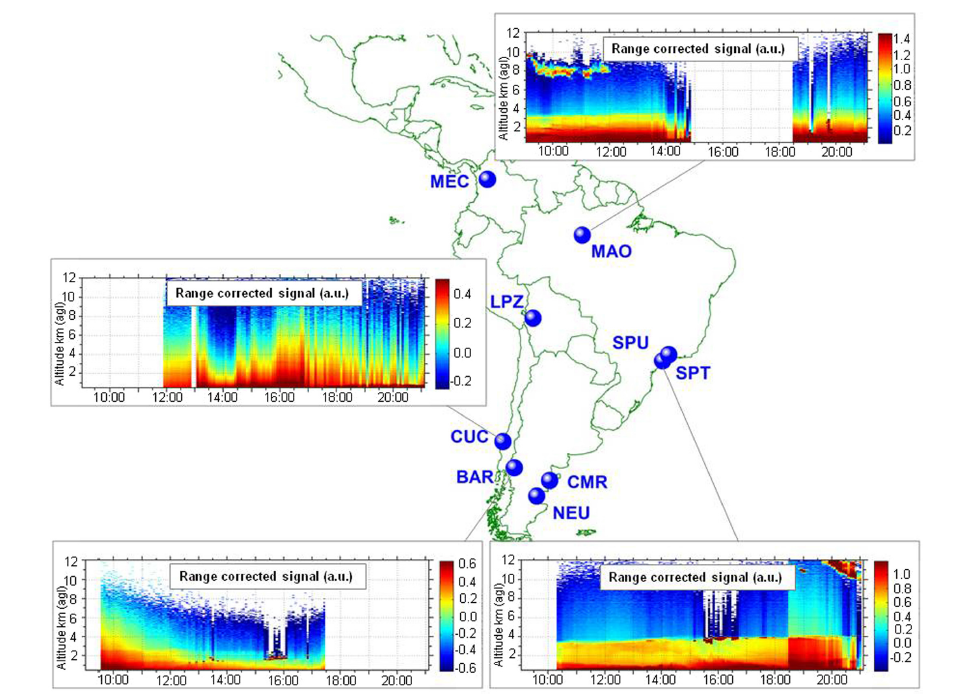 Range corrected signal (a.u.)
Altitude km (agl)
12
10
8
6
4
2
10:00 12:00 14:00 16:00 18:00 20:00
1.4
1.2
1.0
0.8
0.6
0.4
0.2
MEC
MAO
LPZ
SPU
SPT
CUC
BAR
CMR
NEU
Range corrected signal (a.u.)
Altitude km (agl)
12
10
8
6
4
2
10:00 12:00 14:00 16:00 18:00 20:00
0.4
0.2
0.0
-0.2
Range corrected signal (a.u.)
Altitude km (agl)
12
10
8
6
4
2
10:00 12:00 14:00 16:00 18:00 20:00
0.6
0.4
0.2
-0.0
-0.2
-0.4
-0.6
Range corrected signal (a.u.)
Altitude km (agl)
12
10
8
6
4
2
10:00 12:00 14:00 16:00 18:00 20:00
1.0
0.8
0.6
0.4
0.2
0.0
-0.2